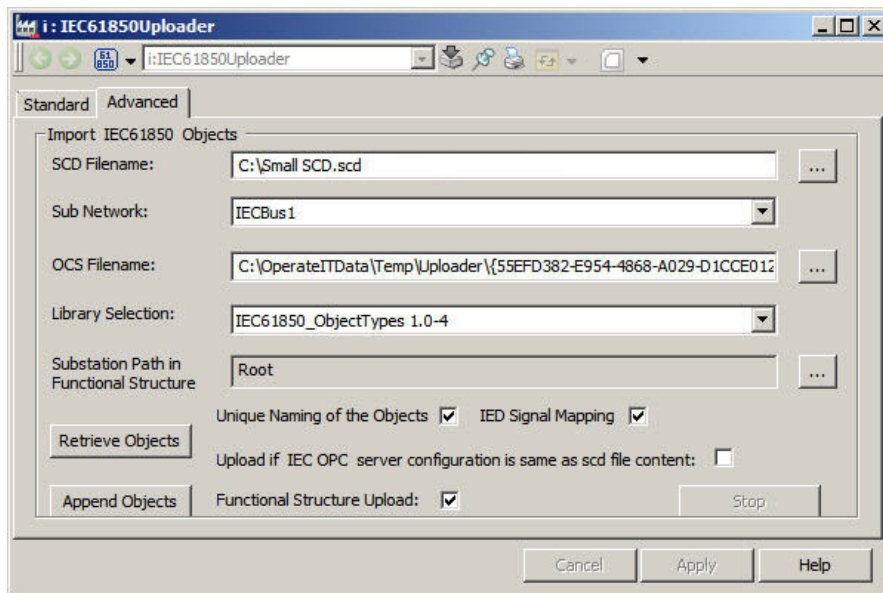 i: IEC61850Uploader
61
850
i:IEC61850Uploader
Standard Advanced
Import IEC61850 Objects
SCD Filename: C:\Small SCD.scd ...
Sub Network: IECBus1
OCS Filename: C:\OperateITData\Temp\Uploader\{55EFD382-E954-4868-A029-D1CCE012 ...
Library Selection: IEC61850_ObjectTypes 1.0-4
Substation Path in
Functional Structure
Root ...
Unique Naming of the Objects IED Signal Mapping
Retrieve Objects
Upload if IEC OPC server configuration is same as scd file content:
Append Objects Functional Structure Upload: Stop
Cancel Apply Help